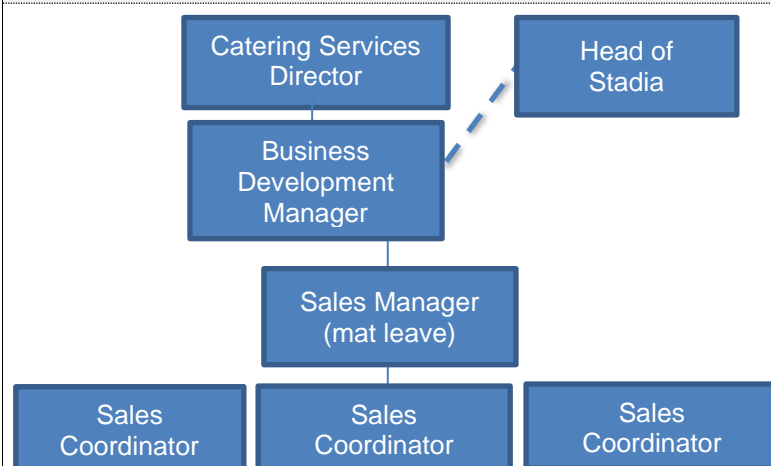 Catering Services
Director
Head of
Stadia
Business
Development
Manager
Sales Manager
(mat leave)
Sales
Coordinator
Sales
Coordinator
Sales
Coordinator